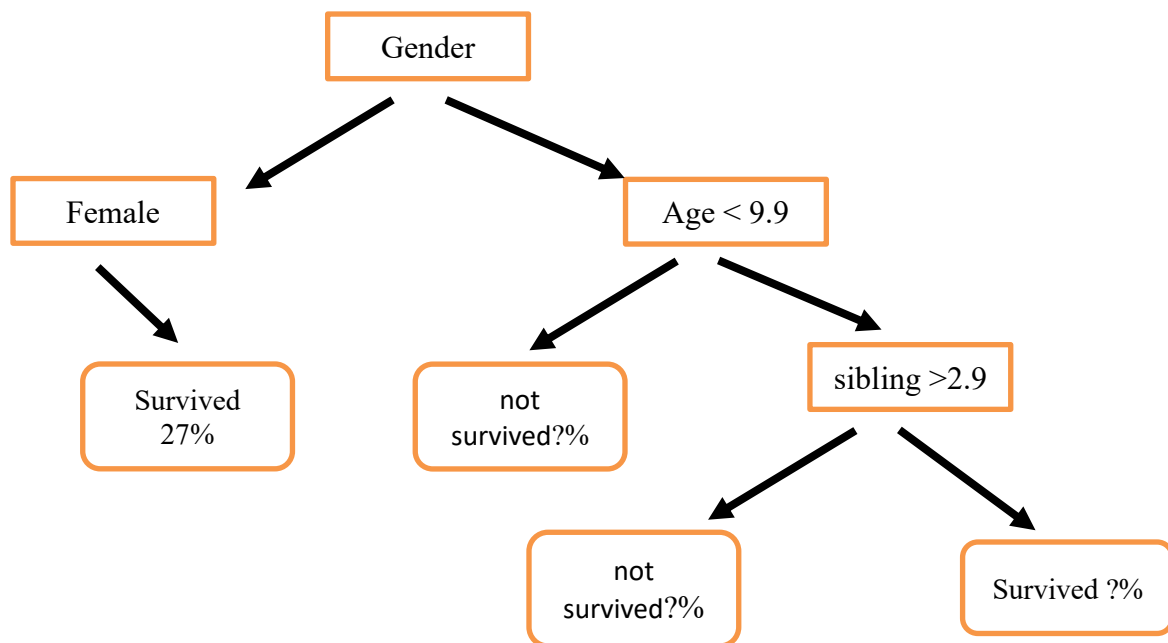 Gender
Female
Age < 9.9
Survived
27%
not
survived?%
sibling >2.9
not
survived?%
Survived ?%